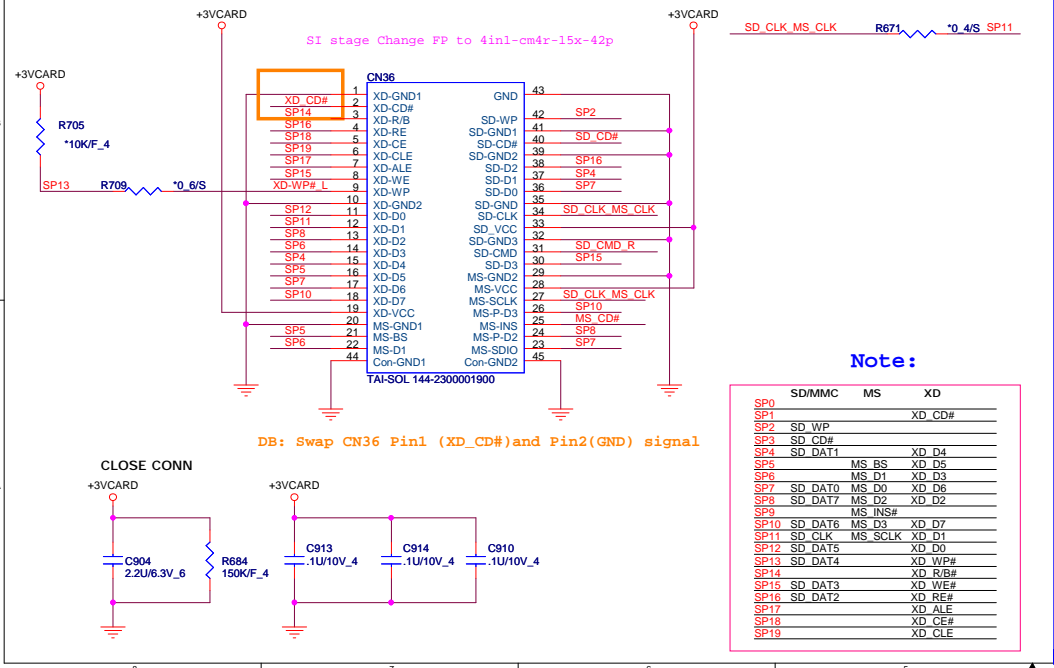 +3VCARD
+3VCARD
SD_CLK_MS_CLK R671 *0_4/S SP11
SI stage Change FP to 4in1-cm4r-15x-42p
+3VCARD
CN36
R705
*10K/F_4
SP13 R709 *0_6/S XD-WP#_L
1 XD-GND1
XD_CD# 2 XD-CD#
SP14 3 XD-R/B
SP16 4 XD-RE
SP18 5 XD-CE
SP19 6 XD-CLE
SP17 7 XD-ALE
SP15 8 XD-WE
9 XD-WP
10 XD-GND2
SP12 11 XD-D0
SP11 12 XD-D1
SP8 13 XD-D2
SP6 14 XD-D3
SP4 15 XD-D4
SP5 16 XD-D5
SP7 17 XD-D6
SP10 18 XD-D7
19 XD-VCC
20 MS-GND1
SP5 21 MS-BS
SP6 22 MS-D1
44 Con-GND1
GND 43
SD-WP 42 SP2
SD-GND1 41
SD-CD# 40 SD_CD#
SD-GND2 39
SD-D2 38 SP16
SD-D1 37 SP4
SD-D0 36 SP7
SD-GND 35
SD-CLK 34 SD_CLK_MS_CLK
SD_VCC 33
SD-GND3 32
SD-CMD 31 SD_CMD_R
SD-D3 30 SP15
MS-GND2 29
MS-VCC 28
MS-SCLK 27 SD_CLK_MS_CLK
MS-P-D3 26 SP10
MS-INS 25 MS_CD#
MS-P-D2 24 SP8
MS-SDIO 23 SP7
Con-GND2 45
TAI-SOL 144-2300001900
DB: Swap CN36 Pin1 (XD_CD#)and Pin2(GND) signal
CLOSE CONN
+3VCARD
+3VCARD
C904
2.2U/6.3V_6
R684
150K/F_4
C913
.1U/10V_4
C914
.1U/10V_4
C910
.1U/10V_4
Note:
SD/MMC MS XD
SP0
SP1 XD_CD#
SP2 SD_WP
SP3 SD_CD#
SP4 SD_DAT1 XD_D4
SP5 MS_BS XD_D5
SP6 MS_D1 XD_D3
SP7 SD_DAT0 MS_D0 XD_D6
SP8 SD_DAT7 MS_D2 XD_D2
SP9 MS_INS#
SP10 SD_DAT6 MS_D3 XD_D7
SP11 SD_CLK MS_SCLK XD_D1
SP12 SD_DAT5 XD_D0
SP13 SD_DAT4 XD_WP#
SP14 XD_R/B#
SP15 SD_DAT3 XD_WE#
SP16 SD_DAT2 XD_RE#
SP17 XD_ALE
SP18 XD_CE#
SP19 XD_CLE